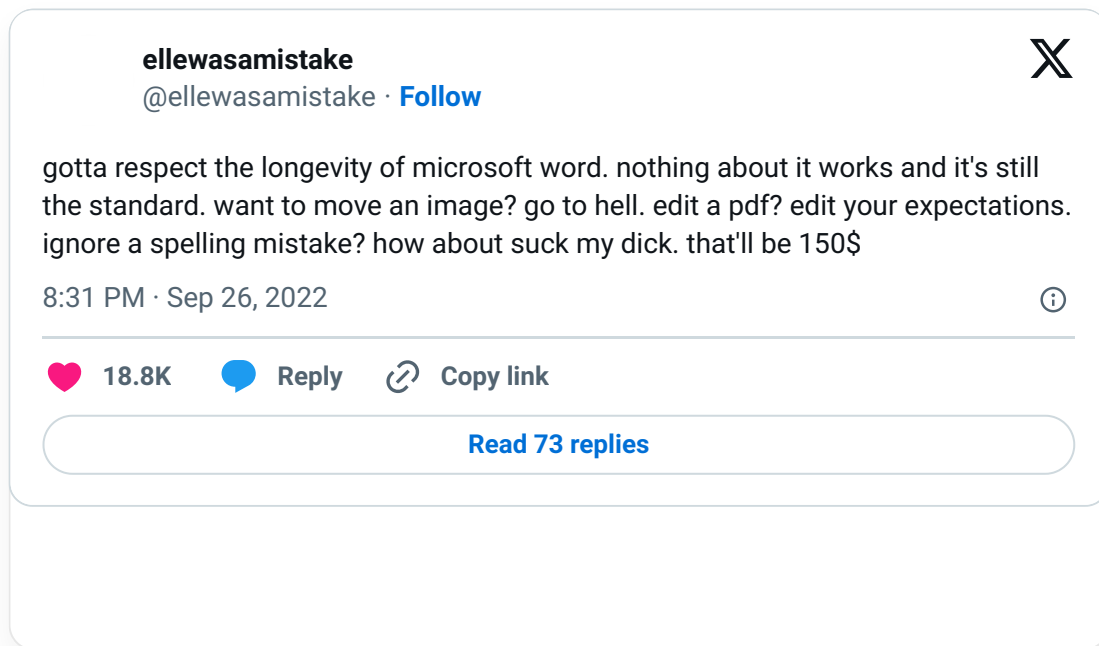 ellewasamistake
@ellewasamistake · Follow
gotta respect the longevity of microsoft word. nothing about it works and it's still
the standard. want to move an image? go to hell. edit a pdf? edit your expectations.
ignore a spelling mistake? how about suck my dick. that'll be 150$
8:31 PM · Sep 26, 2022
18.8K Reply Copy link
Read 73 replies